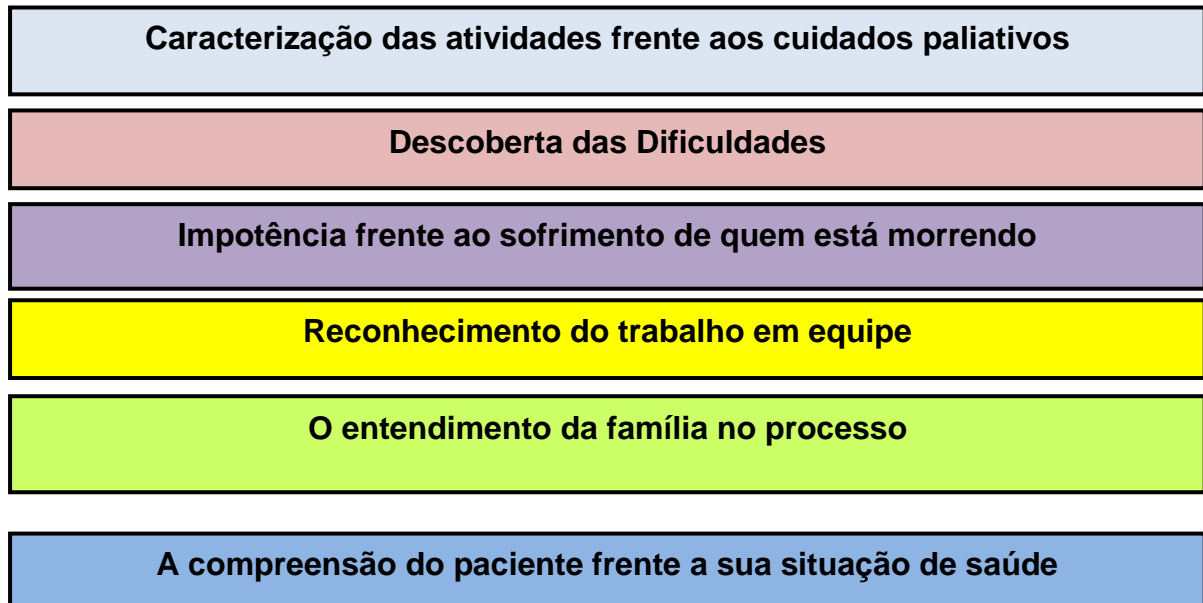 Caracterização das atividades frente aos cuidados paliativos
Descoberta das Dificuldades
Impotência frente ao sofrimento de quem está morrendo
Reconhecimento do trabalho em equipe
O entendimento da família no processo
A compreensão do paciente frente a sua situação de saúde